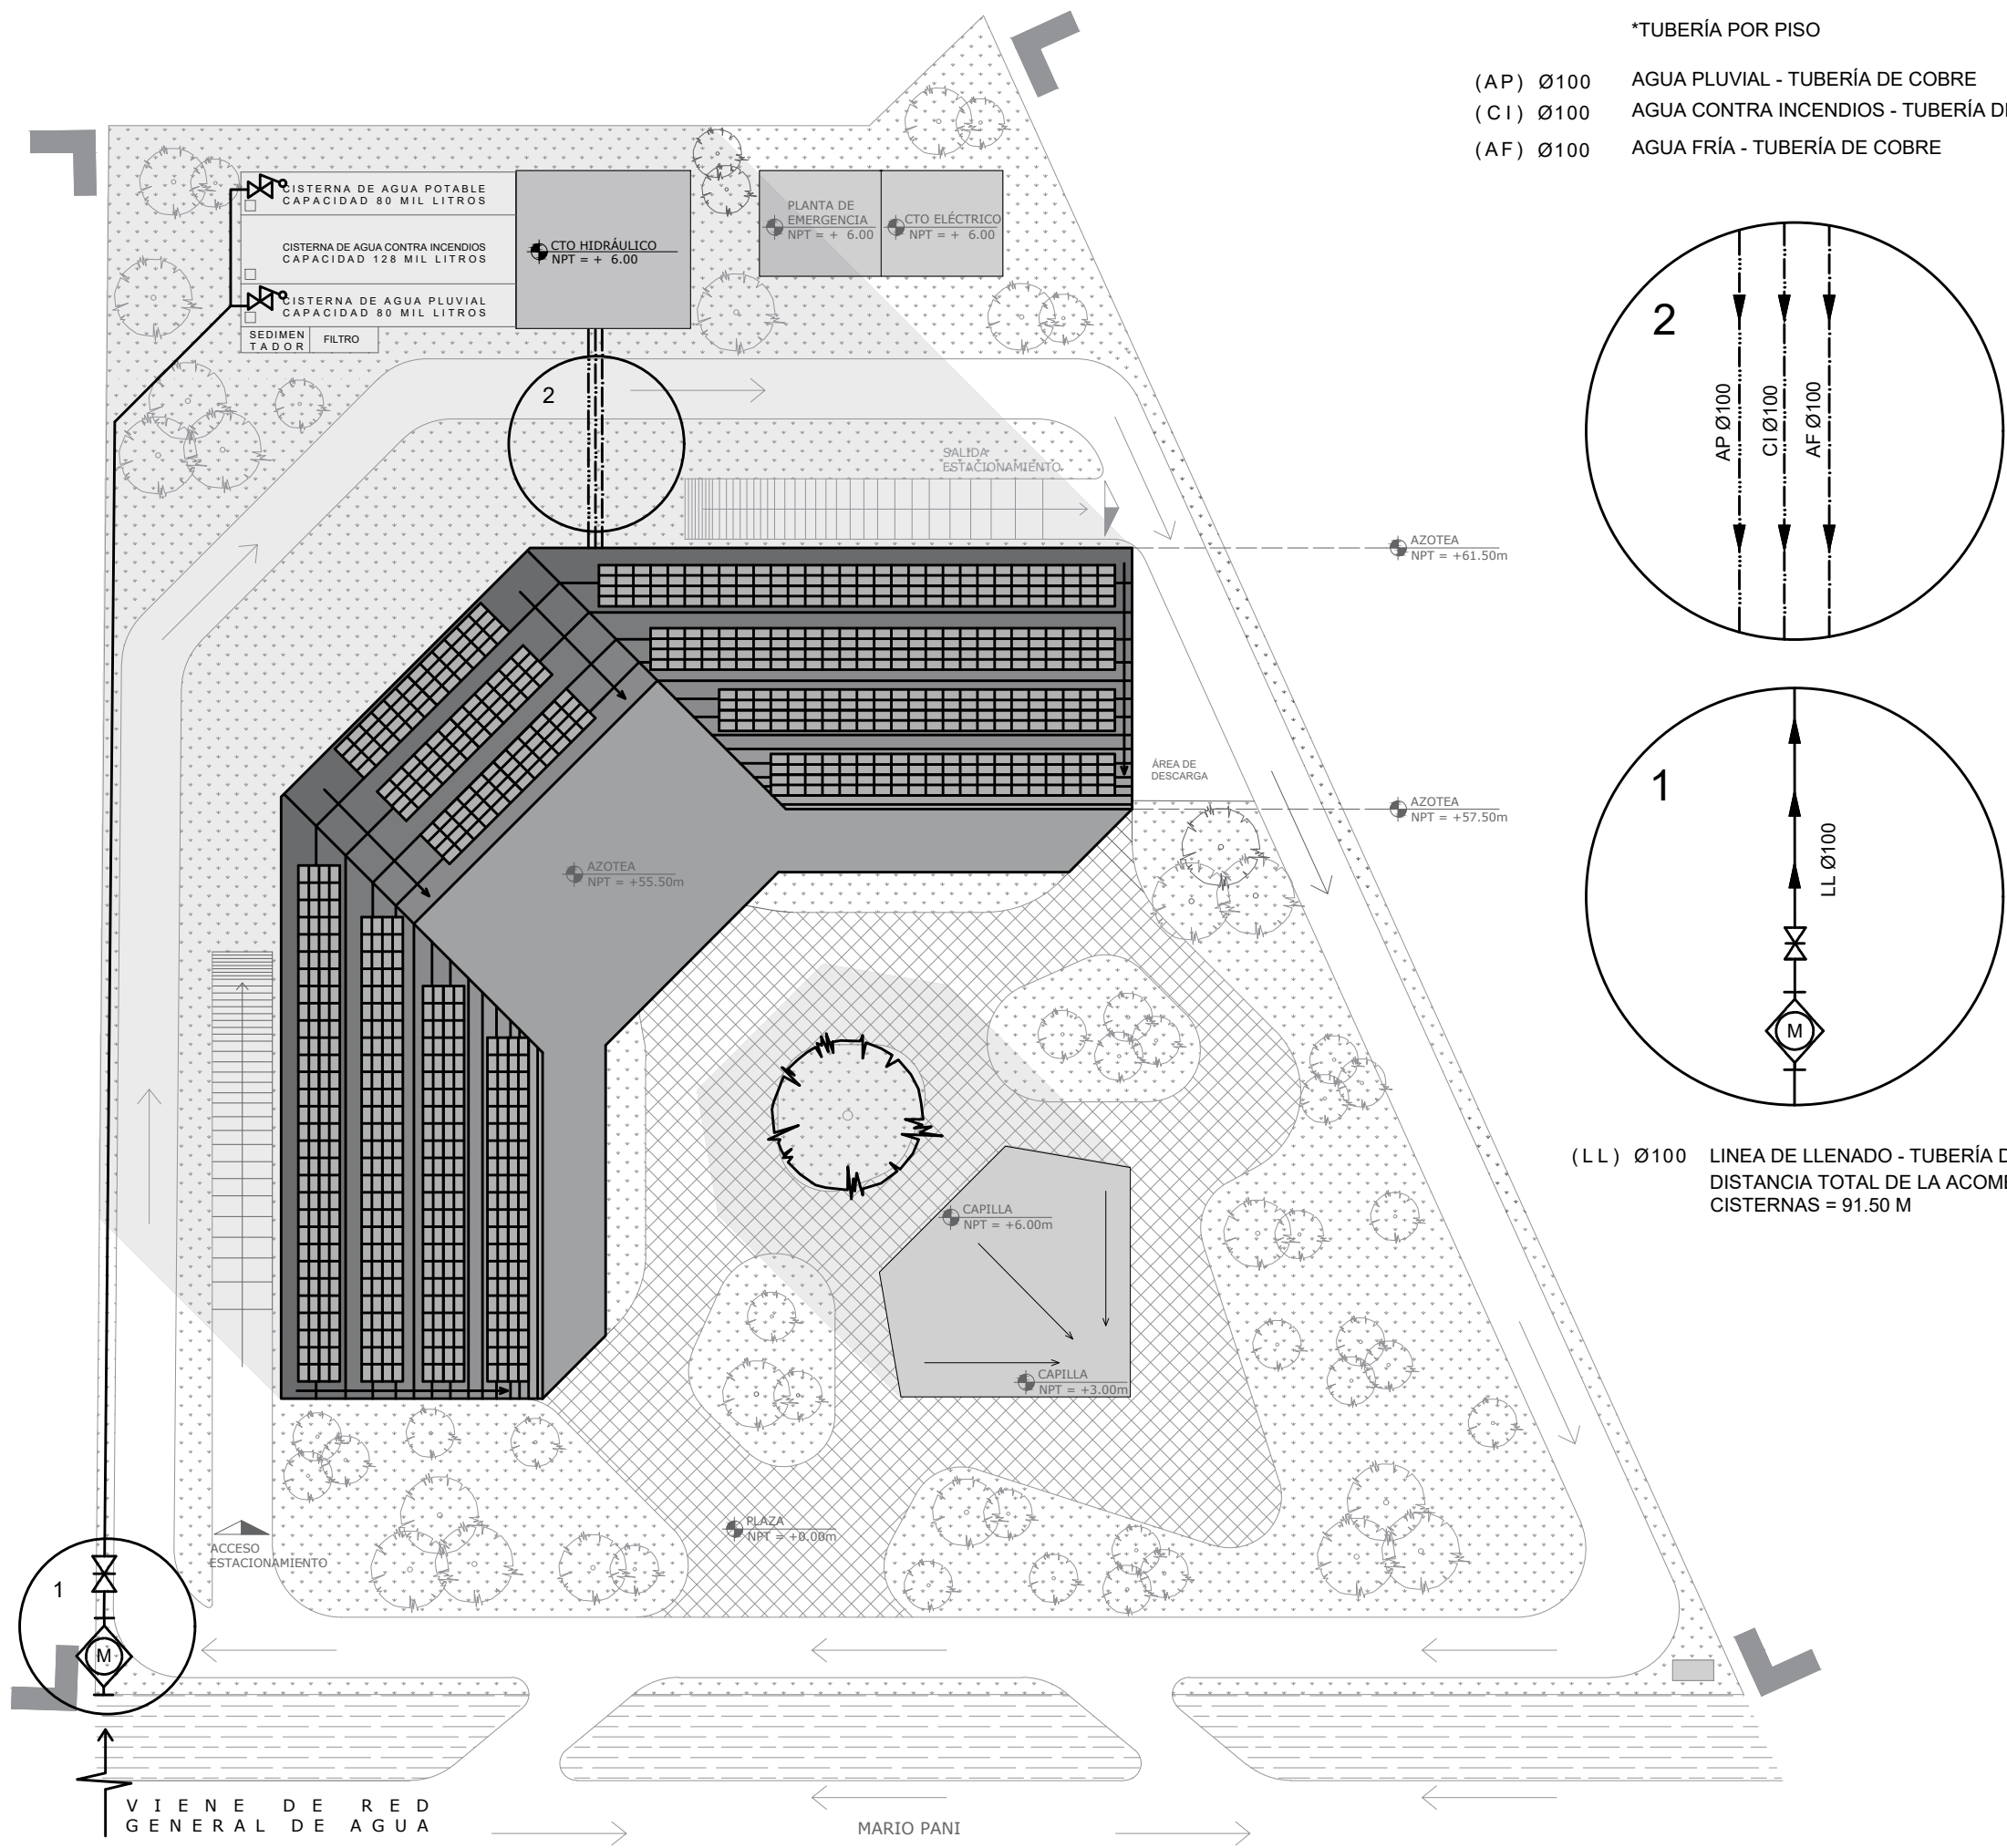 *TUBERÍA POR PISO
(AP) Ø100 AGUA PLUVIAL - TUBERÍA DE COBRE
(CI) Ø100 AGUA CONTRA INCENDIOS - TUBERÍA
(AF) Ø100 AGUA FRÍA - TUBERÍA DE COBRE
CISTERNA DE AGUA POTABLE
CAPACIDAD 80 MIL LITROS
CISTERNA DE AGUA CONTRA INCENDIOS
CAPACIDAD 128 MIL LITROS
CISTERNA DE AGUA PLUVIAL
CAPACIDAD 80 MIL LITROS
SEDIMEN
TADOR
FILTRO
CTO HIDRÁULICO
NPT = + 6.00
PLANTA DE
EMERGENCIA
NPT = + 6.00
CTO ELÉCTRICO
NPT = + 6.00
2
AP Ø100
CI Ø100
AF Ø100
2
SALIDA
ESTACIONAMIENTO
AZOTEA
NPT = +61.50m
ÁREA DE
DESCARGA
AZOTEA
NPT = +57.50m
1
LL Ø100
M
AZOTEA
NPT = +55.50m
(LL) Ø100 LINEA DE LLENADO - TUBERÍA
DISTANCIA TOTAL DE LA
CISTERNAS = 91.50 M
CAPILLA
NPT = +6.00m
CAPILLA
NPT = +3.00m
PLAZA
NPT = +0.00m
ACCESO
ESTACIONAMIENTO
1
M
VIENE DE RED
GENERAL DE AGUA
MARIO PANI